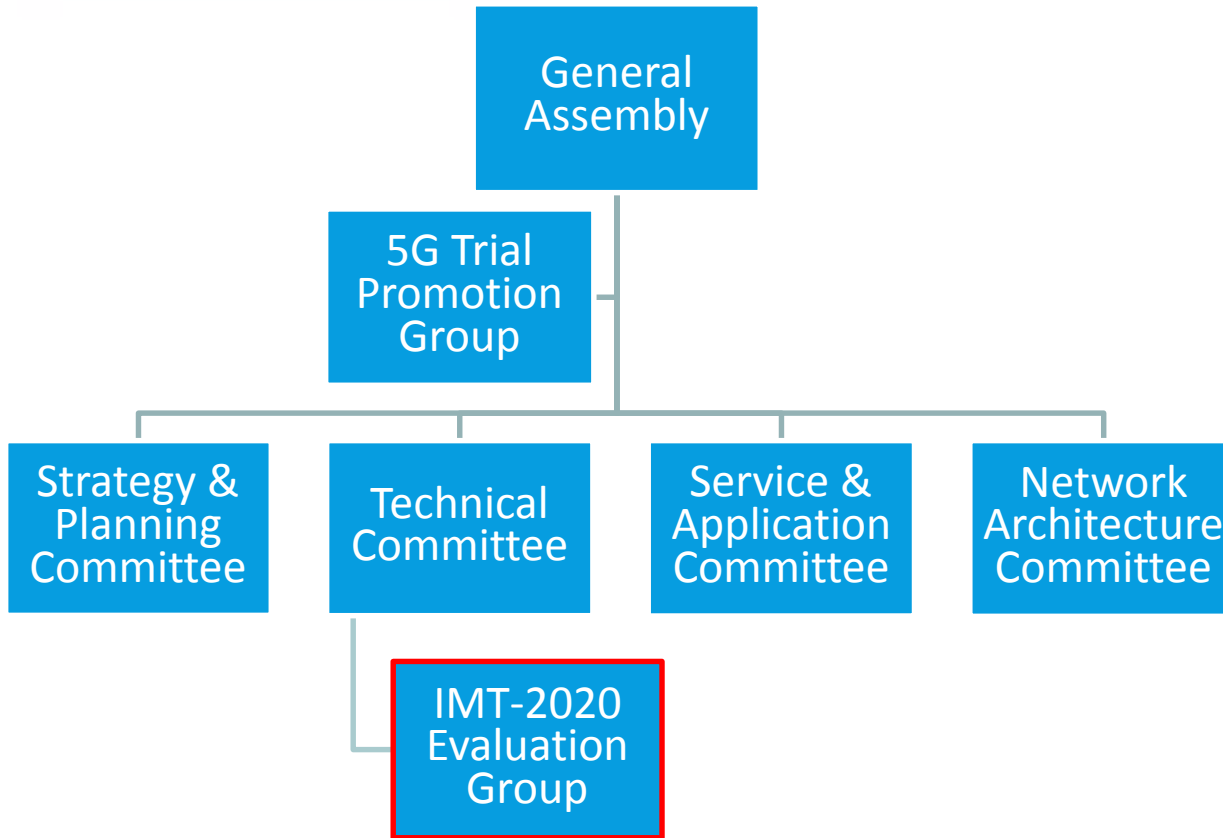 General
Assembly
5G Trial
Promotion
Group
Strategy &
Planning
Committee
Technical
Committee
Service &
Application
Committee
Network
Architecture
Committee
IMT-2020
Evaluation
Group